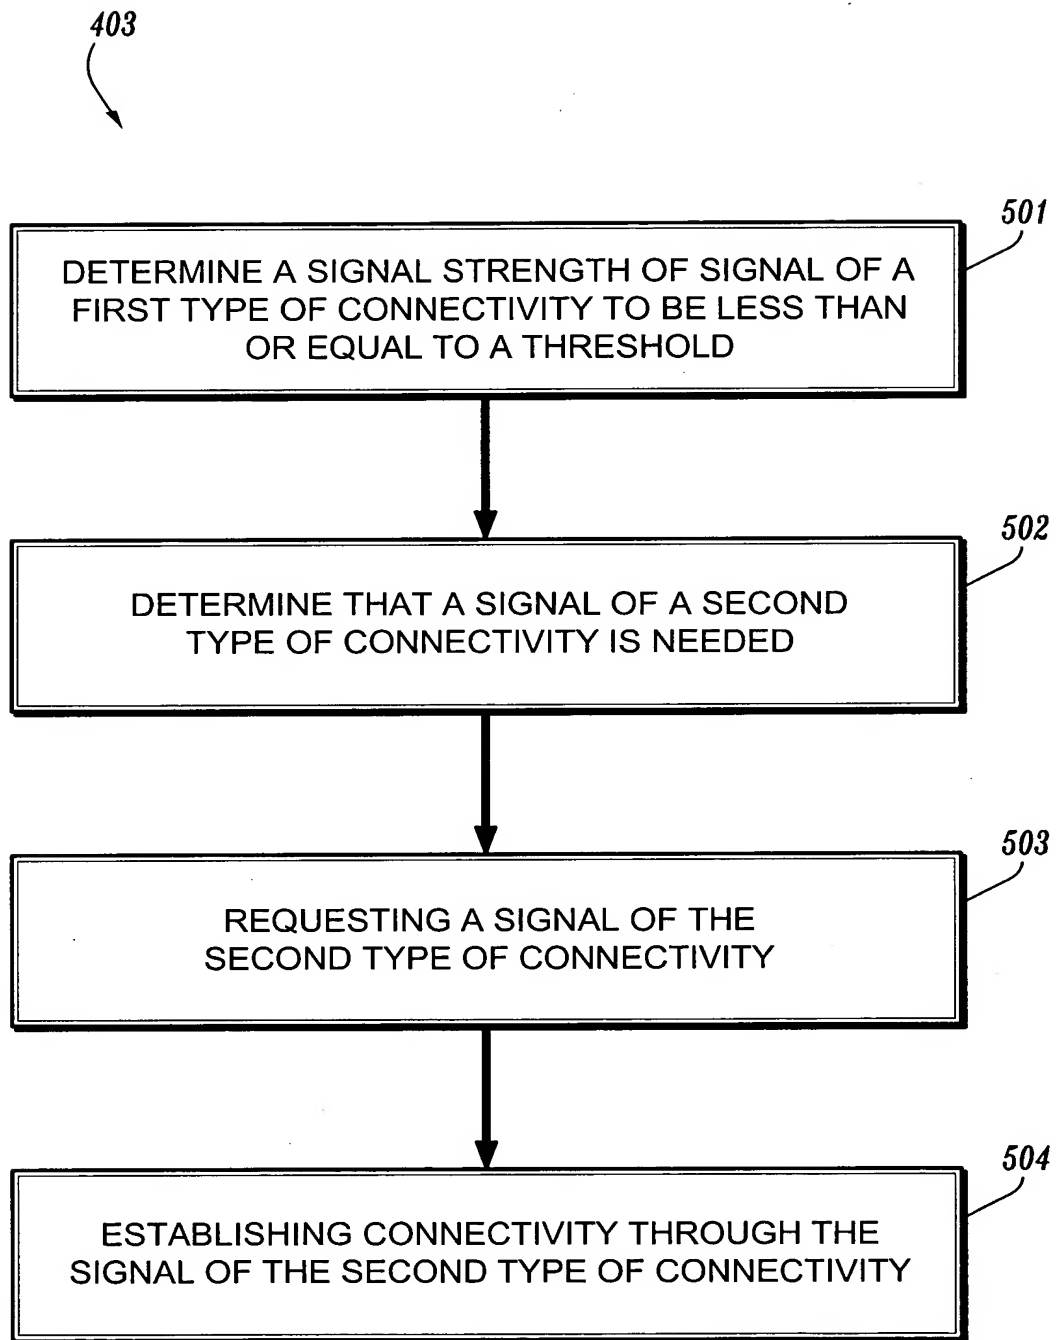 403
501
DETERMINE A SIGNAL STRENGTH OF SIGNAL OF A
FIRST TYPE OF CONNECTIVITY TO BE LESS THAN
OR EQUAL TO A THRESHOLD
502
DETERMINE THAT A SIGNAL OF A SECOND
TYPE OF CONNECTIVITY IS NEEDED
503
REQUESTING A SIGNAL OF THE
SECOND TYPE OF CONNECTIVITY
504
ESTABLISHING CONNECTIVITY THROUGH THE
SIGNAL OF THE SECOND TYPE OF CONNECTIVITY